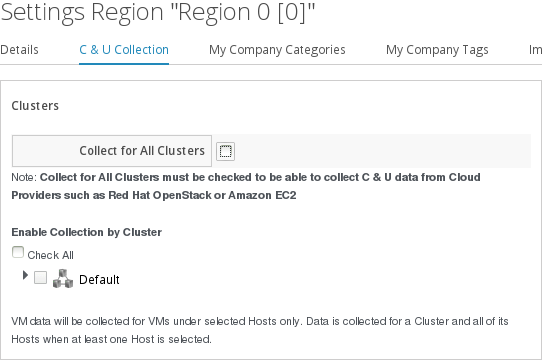 Settings Region "Region 0 [0]"
Details C & U Collection My Company Categories My Company Tags Im
Clusters
Collect for All Clusters
Note: Collect for All Clusters must be checked to be able to collect C & U data from Cloud
Providers such as Red Hat OpenStack or Amazon EC2
Enable Collection by Cluster
Check All
Default
VM data will be collected for VMs under selected Hosts only. Data is collected for a Cluster and all of its
Hosts when at least one Host is selected.